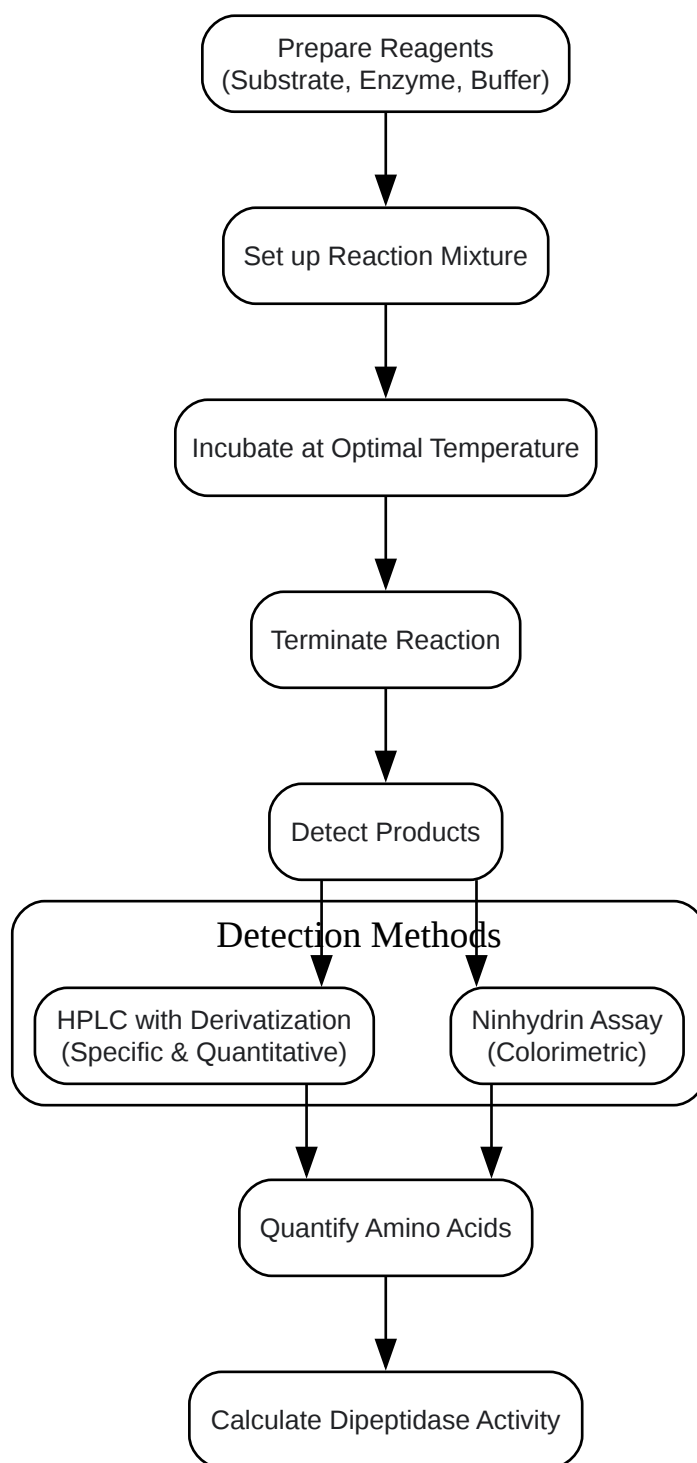 Prepare Reagents
(Substrate, Enzyme, Buffer)
Set up Reaction Mixture
Incubate at Optimal Temperature
Terminate Reaction
Detect Products
Detection Methods
HPLC with Derivatization
(Specific & Quantitative)
Ninhydrin Assay
(Colorimetric)
Quantify Amino Acids
Calculate Dipeptidase Activity